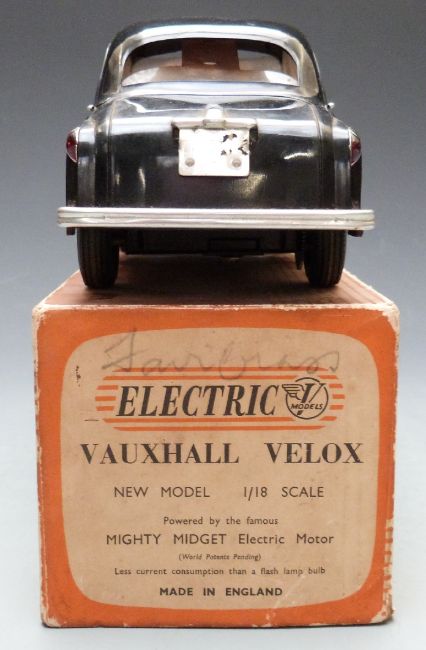 ELECTRIC V MODELS
VAUXHALL VELOX
NEW MODEL 1/18 SCALE
Powered by the famous
MIGHTY MIDGET Electric Motor
(World Patents Pending)
Less current consumption than a flash lamp bulb
MADE IN ENGLAND